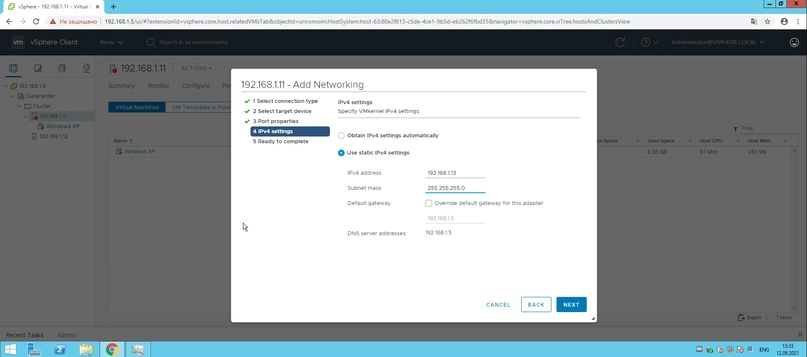 vSphere - 192.168.1.11 - Virtual
Не защищено
192.168.1.5/ui/#?extensionId=vsphere.core.host.relatedVMsTab&objectId=urn:vmomi:HostSystem:host-63:80e2f813-c5de-4ce1-9b5d-eb262f6fbd35&navigator=vsphere.core.viTree.hostsAndClustersView
vm vSphere Client
Menu
Search in all environments
Administrator@VSPHERE.LOCAL
192.168.1.5
Datacenter
Cluster
192.168.1.11
Windows XP
192.168.1.12
192.168.1.11
ACTIONS
Summary Monitor Configure
Virtual Machines
VM Templates in Fold
Filter
Name
Used Space
Host CPU
Host Mem
Windows XP
8.38 GB
87 MHz
289 MB
192.168.1.11 - Add Networking
1 Select connection type
2 Select target device
3 Port properties
4 IPv4 settings
5 Ready to complete
IPv4 settings
Specify VMkernel IPv4 settings.
Obtain IPv4 settings automatically
Use static IPv4 settings
IPv4 address
192.168.1.13
Subnet mask
255.255.255.0
Default gateway
Override default gateway for this adapter
192.168.1.5
DNS server addresses
192.168.1.5
CANCEL
BACK
NEXT
Export
1 items
Recent Tasks
Alarms
ENG
13:33
12.09.2021